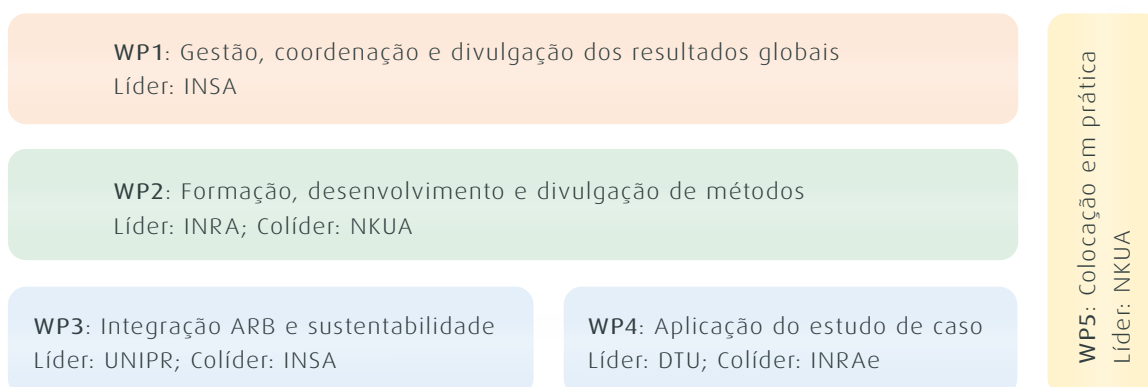 WP1: Gestão, coordenação e divulgação dos resultados globais
Líder: INSA
WP2: Formação, desenvolvimento e divulgação de métodos
Líder: INRA; Colíder: NKUA
WP3: Integração ARB e sustentabilidade
Líder: UNIPR; Colíder: INSA
WP4: Aplicação do estudo de caso
Líder: DTU; Colíder: INRAe
WP5: Colocação em prática
Líder: NKUA